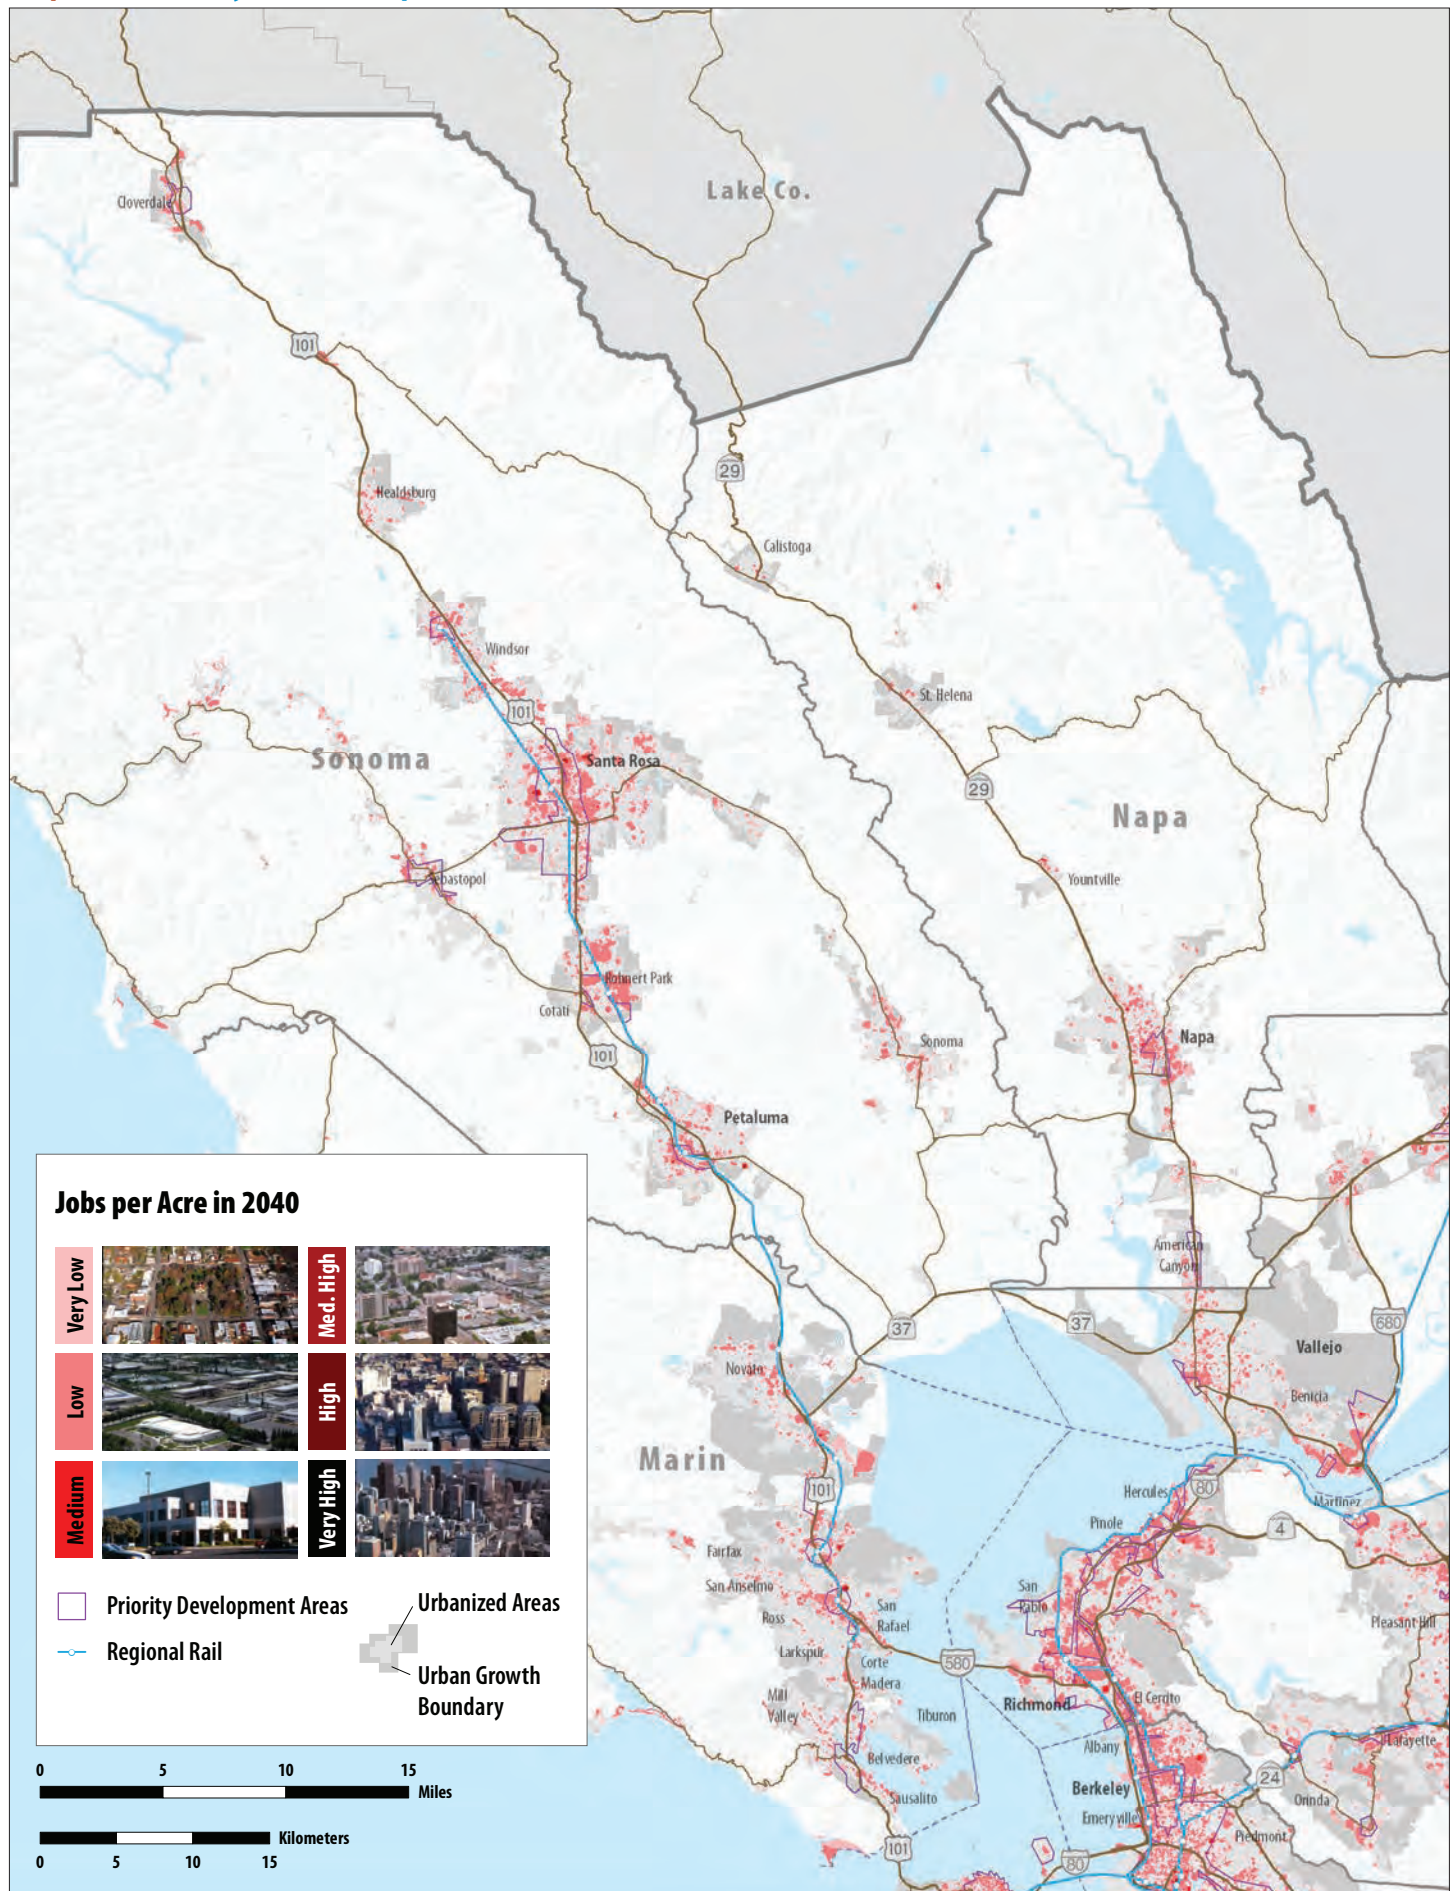 Lake Co.
Cloverdale
101
29
Healdsburg
Calistoga
Windsor
St. Helena
101
Sonoma
Santa Rosa
29
Napa
Sebastopol
Yountville
Rohnert Park
Cotati
Sonoma
Napa
101
Petaluma
American
Canyon
37
37
680
Vallejo
Novato
Benicia
Marin
101
Hercules
80
Martinez
Pinole
4
Fairfax
San Anselmo
San
Pablo
Ross
San
Rafael
Pleasant Hill
Larkspur
580
Corte
Madera
Mill
Valley
Tiburon
Richmond
El Cerrito
Albany
Lafayette
Belvedere
Berkeley
24
Sausalito
Orinda
Emeryville
Piedmont
101
80
Jobs per Acre in 2040
Very Low
Med. High
Low
High
Medium
Very High
Priority Development Areas
Regional Rail
Urbanized Areas
Urban Growth
Boundary
0 5 10 15
Miles
Kilometers
0 5 10 15